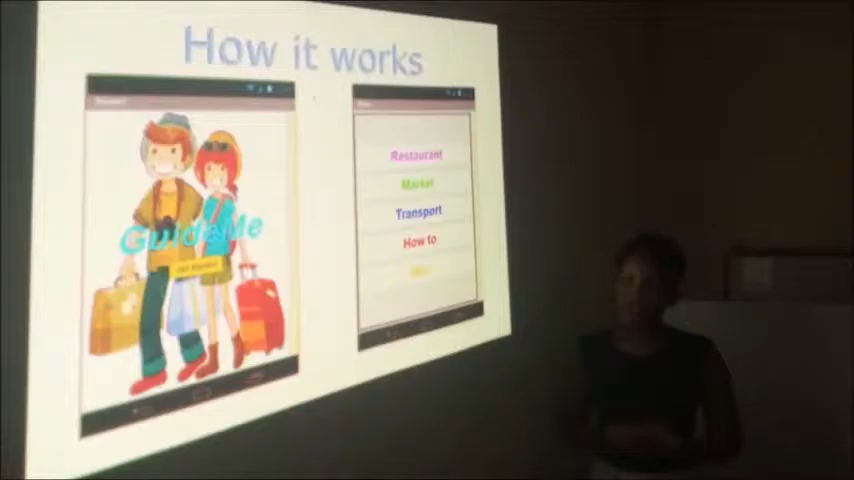 How it works
GuideMe
Restaurant
Market
Transport
How to